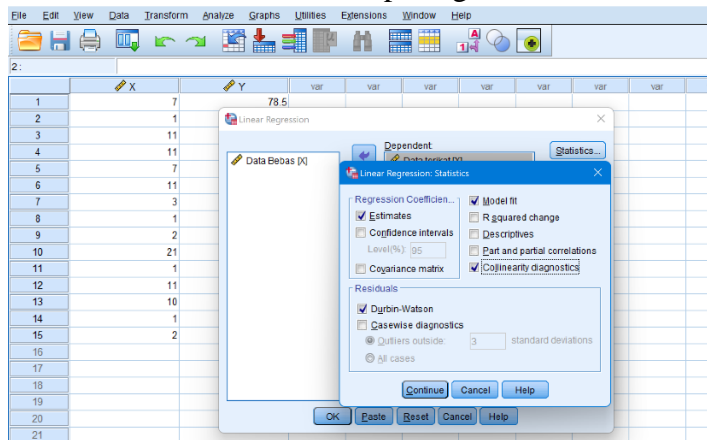 File Edit View Data Transform Analyze Graphs Utilities Extensions Window Help
2 :
X Y var var var var var var var
1 7 78.5
2 1
3 11
4 11
5 7
6 11
7 3
8 1
9 2
10 21
11 1
12 11
13 10
14 1
15 2
16
17
18
19
20
21
Linear Regression
Data Bebas [X]
Dependent:
Statistics...
Linear Regression: Statistics
Regression Coefficien...
Estimates
Confidence intervals
Level(%): 95
Covariance matrix
Model fit
R squared change
Descriptives
Part and partial correlations
Collinearity diagnostics
Residuals
Durbin-Watson
Casewise diagnostics
Outliers outside: 3 standard deviations
All cases
Continue Cancel Help
OK Paste Reset Cancel Help